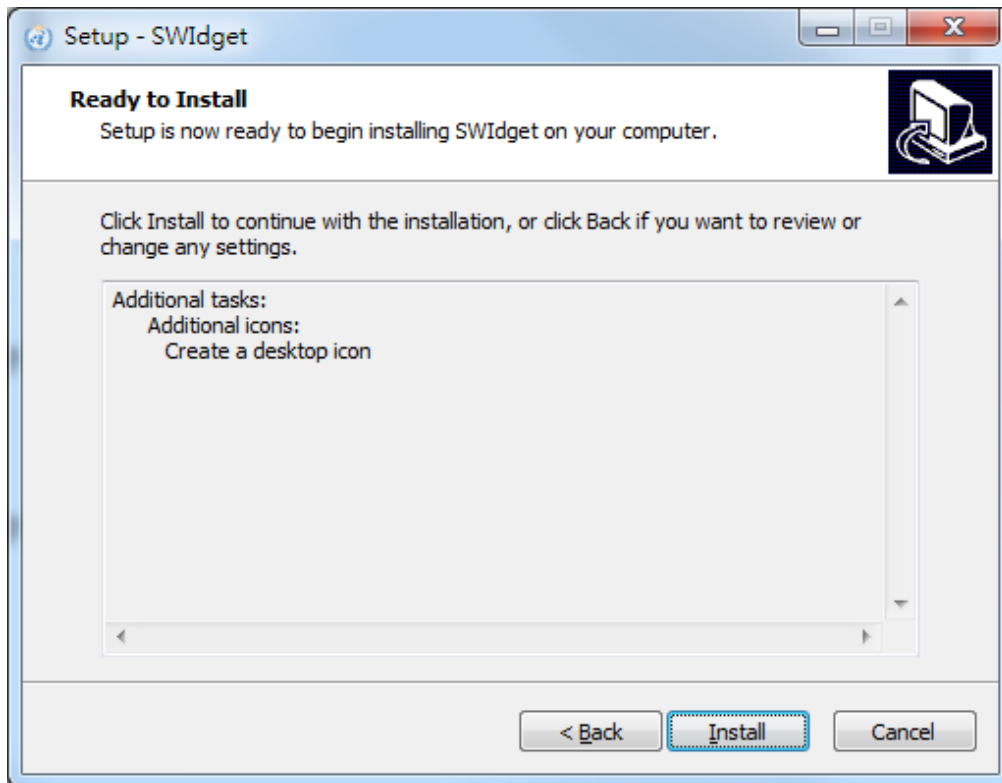 Setup - SWIdget
Ready to Install
Setup is now ready to begin installing SWIdget on your computer.
Click Install to continue with the installation, or click Back if you want to review or
change any settings.
Additional tasks:
Additional icons:
Create a desktop icon
< Back
Install
Cancel